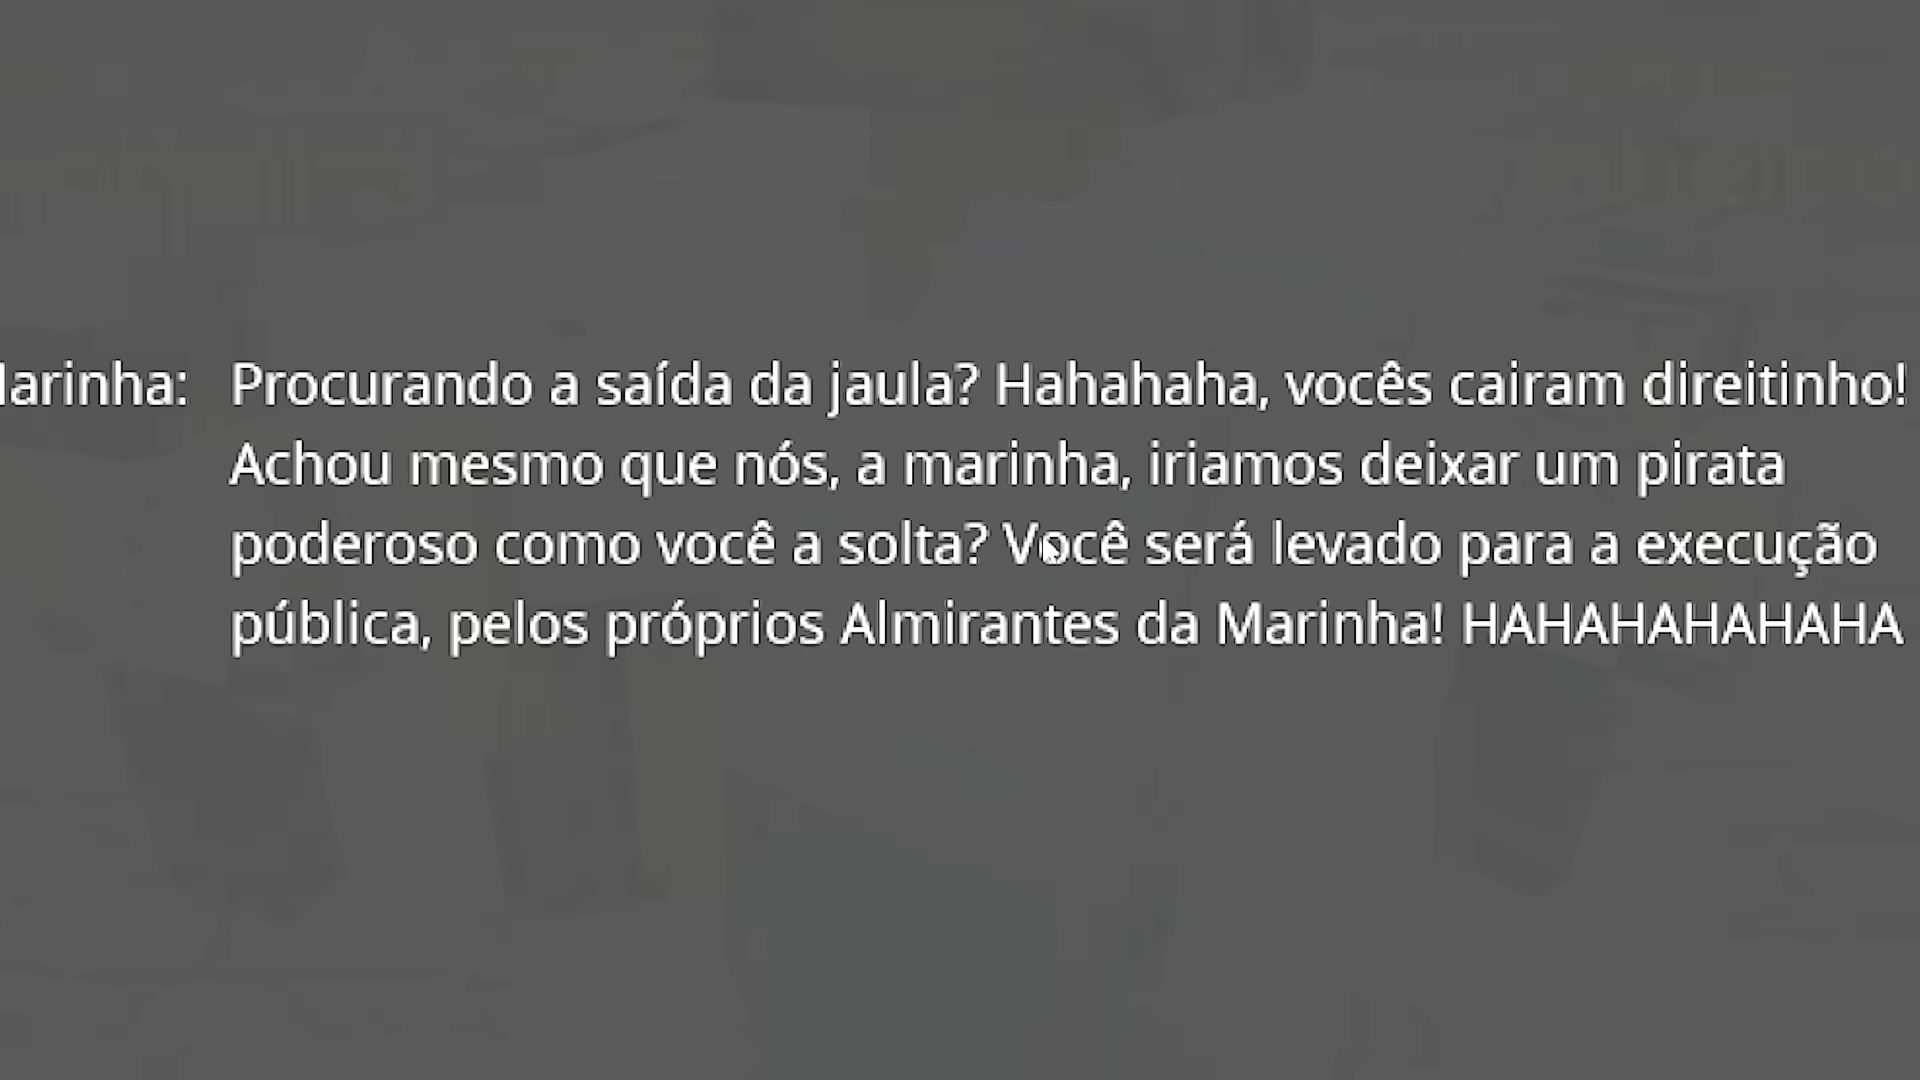 arinha: Procurando a saída da jaula? Hahahaha, vocês cairam direitinho!
Achou mesmo que nós, a marinha, iriamos deixar um pirata
poderoso como você a solta? Você será levado para a execução
pública, pelos próprios Almirantes da Marinha! HAHAHAHAHAHA